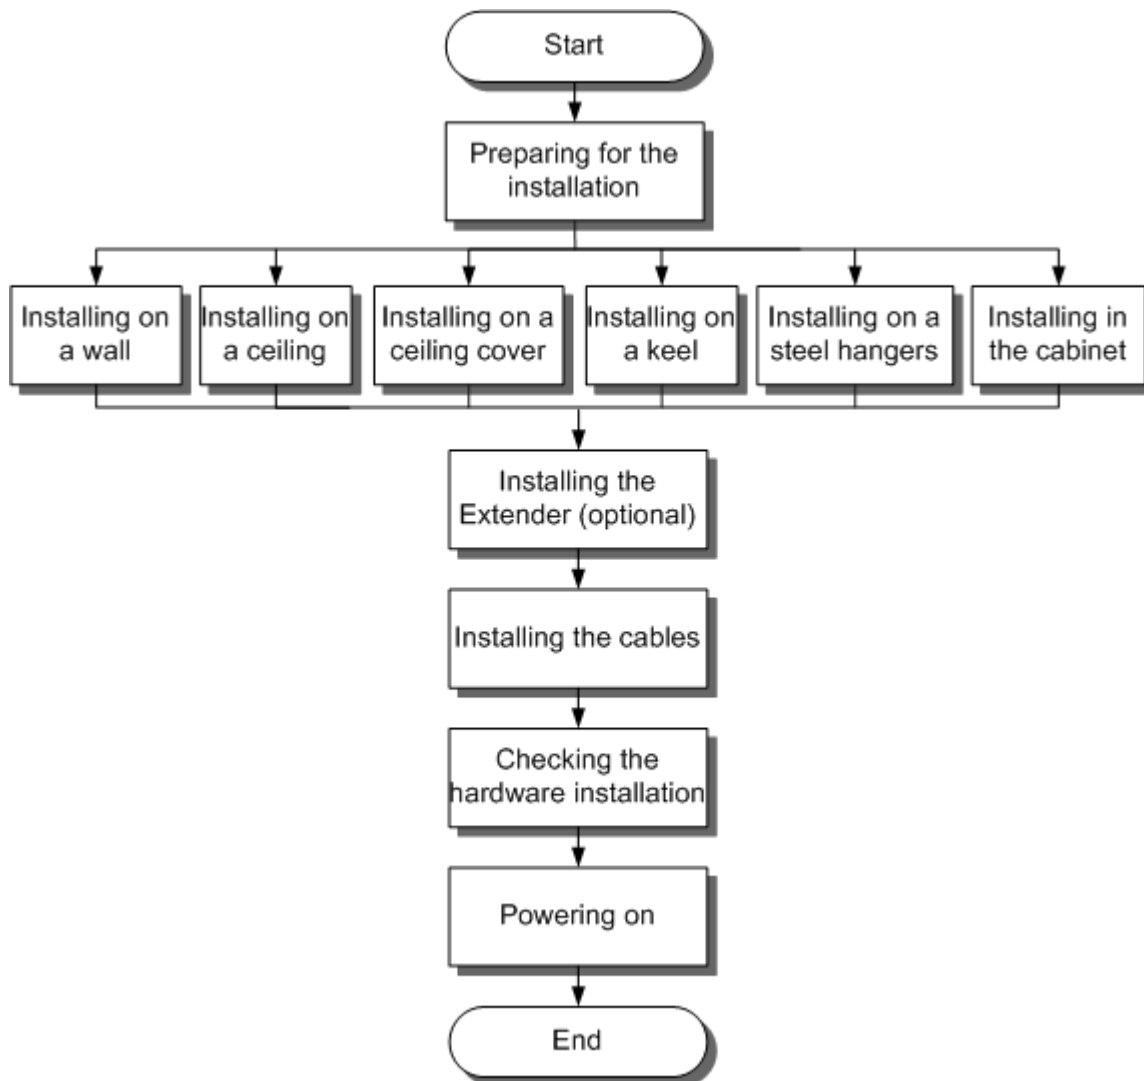 Start
Preparing for the
installation
Installing on
a wall
Installing on
a ceiling
Installing on a
ceiling cover
Installing on
a keel
Installing on a
steel hangers
Installing in
the cabinet
Installing the
Extender (optional)
Installing the cables
Checking the
hardware installation
Powering on
End